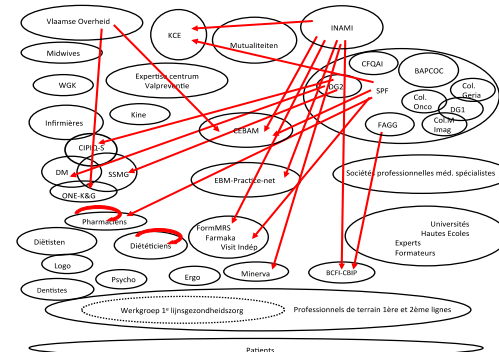 Vlaamse Overheid
KCE
INAMI
Mutualiteiten
Midwives
CFQAI
BAPCOC
Expertise centrum
Valpreventie
WGK
DG2
SPF
Col.
Geria
Col.
Onco
DG1
Kine
Infirmières
CEBAM
FAGG
Col.M
Imag
CIPIQ-S
DM
SSMG
EBM-Practice-net
Sociétés professionnelles méd. spécialistes
ONE-K&G
Pharmaciens
FormMRS
Farmaka
Visit Indép
Universités
Hautes Ecoles
Experts
Formateurs
Diëtisten
Diététiciens
Logo
Psycho
Ergo
Minerva
BCFI-CBIP
Dentistes
Werkgroep 1e lijnsgezondheidszorg
Professionnels de terrain 1ère et 2ème lignes
Patients